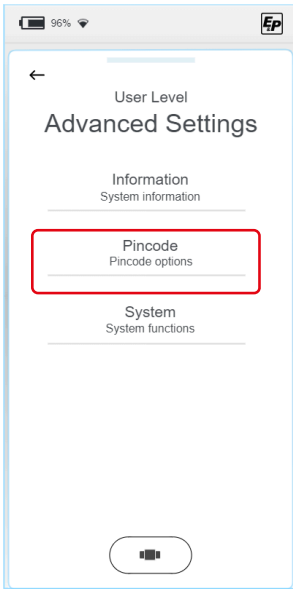 96% EP
User Level
Advanced Settings
Information
System information
Pincode
Pincode options
System
System functions